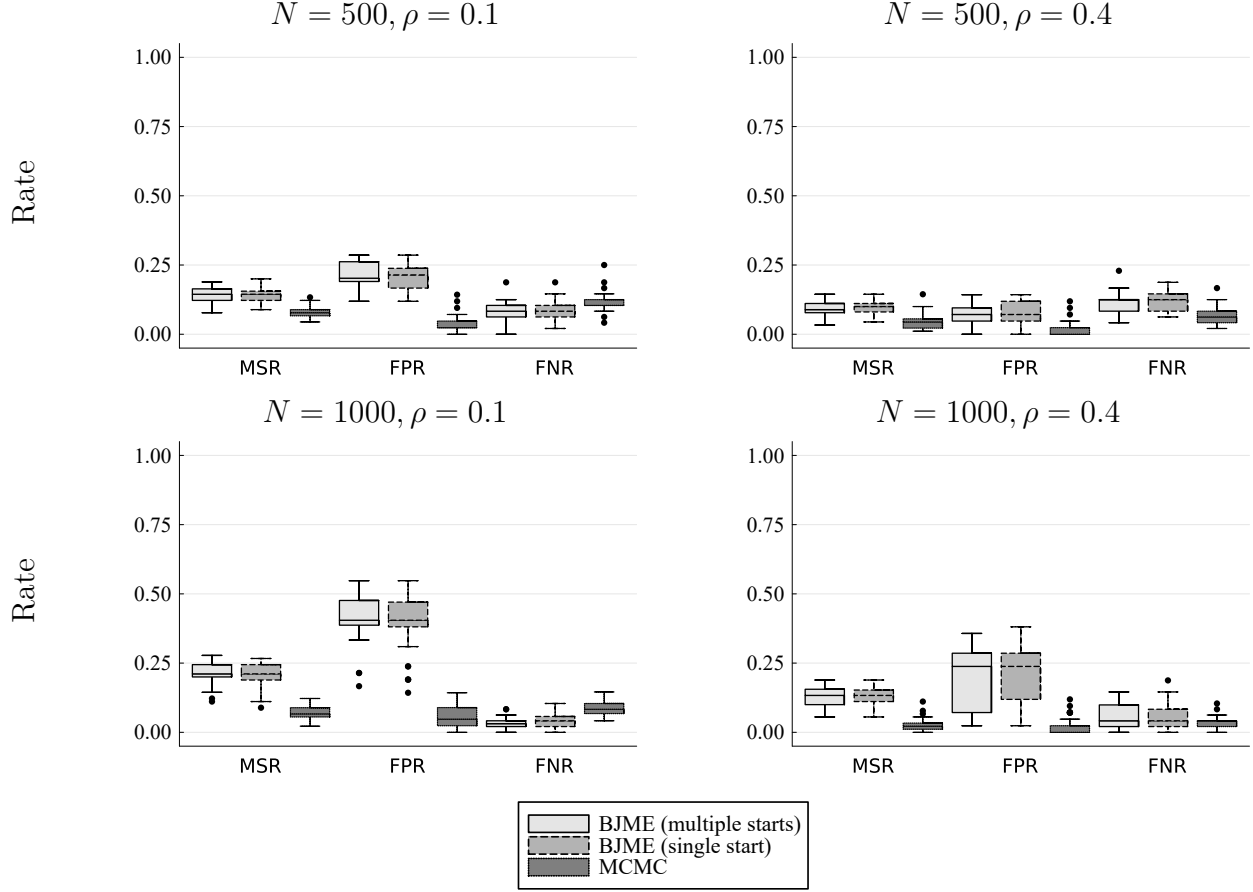 N = 500, ρ = 0.1
N = 500, ρ = 0.4
Rate
1.00
0.75
0.50
0.25
0.00
MSR FPR FNR
1.00
0.75
0.50
0.25
0.00
MSR FPR FNR
N = 1000, ρ = 0.1
N = 1000, ρ = 0.4
Rate
1.00
0.75
0.50
0.25
0.00
MSR FPR FNR
1.00
0.75
0.50
0.25
0.00
MSR FPR FNR
BJME (multiple starts)
BJME (single start)
MCMC